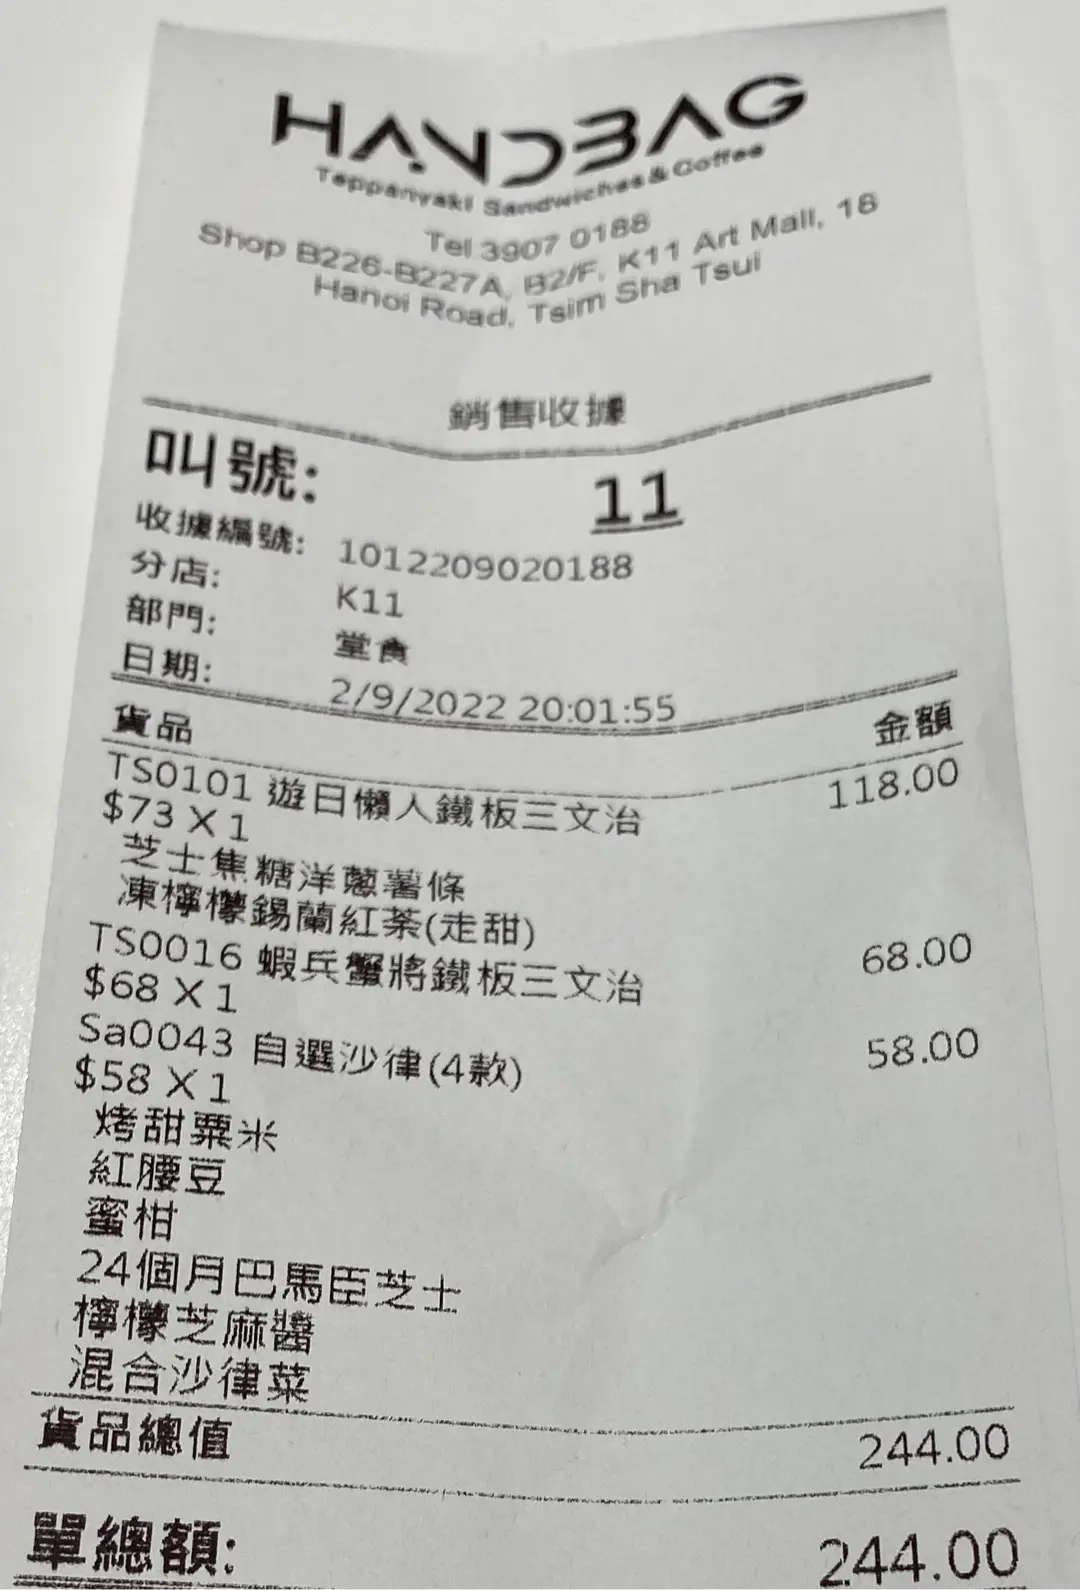 HANDBAG
Teppanyaki Sandwiches & Coffee
Tel 3907 0188
Shop B226-B227A, B2/F, K11 Art Mall, 18
Hanoi Road, Tsim Sha Tsui
銷售收據
叫號: 11
收據編號: 1012209020188
分店: K11
部門: 堂食
日期: 2/9/2022 20:01:55
貨品 金額
TS0101 遊日懶人鐵板三文治 118.00
$73 X 1
芝士焦糖洋蔥薯條
凍檸檬錫蘭紅茶(走甜)
TS0016 蝦兵蟹將鐵板三文治 68.00
$68 X 1
Sa0043 自選沙律(4款) 58.00
$58 X 1
烤甜粟米
紅腰豆
蜜柑
24個月巴馬臣芝士
檸檬芝麻醬
混合沙律菜
貨品總值 244.00
單總額: 244.00